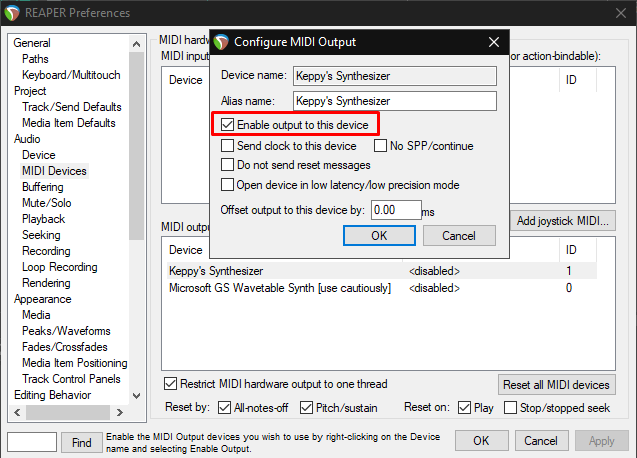 REAPER Preferences
General
Paths
Keyboard/Multitouch
Project
Track/Send Defaults
Media Item Defaults
Audio
Device
MIDI Devices
Buffering
Mute/Solo
Playback
Seeking
Recording
Loop Recording
Rendering
Appearance
Media
Peaks/Waveforms
Fades/Crossfades
Media Item Positioning
Track Control Panels
Editing Behavior
Find
MIDI hardw
MIDI input
or action-bindable):
Device
ID
Configure MIDI Output
Device name: Keppy's Synthesizer
Alias name: Keppy's Synthesizer
Enable output to this device
Send clock to this device No SPP/continue
Do not send reset messages
Open device in low latency/low precision mode
Offset output to this device by: 0.00 ms
OK Cancel
Add joystick MIDI...
MIDI outpu
Device ID
Keppy's Synthesizer <disabled> 1
Microsoft GS Wavetable Synth [use cautiously] <disabled> 0
Restrict MIDI hardware output to one thread Reset all MIDI devices
Reset by: All-notes-off Pitch/sustain Reset on: Play Stop/stopped seek
Enable the MIDI Output devices you wish to use by right-clicking on the Device
name and selecting Enable Output.
OK Cancel Apply